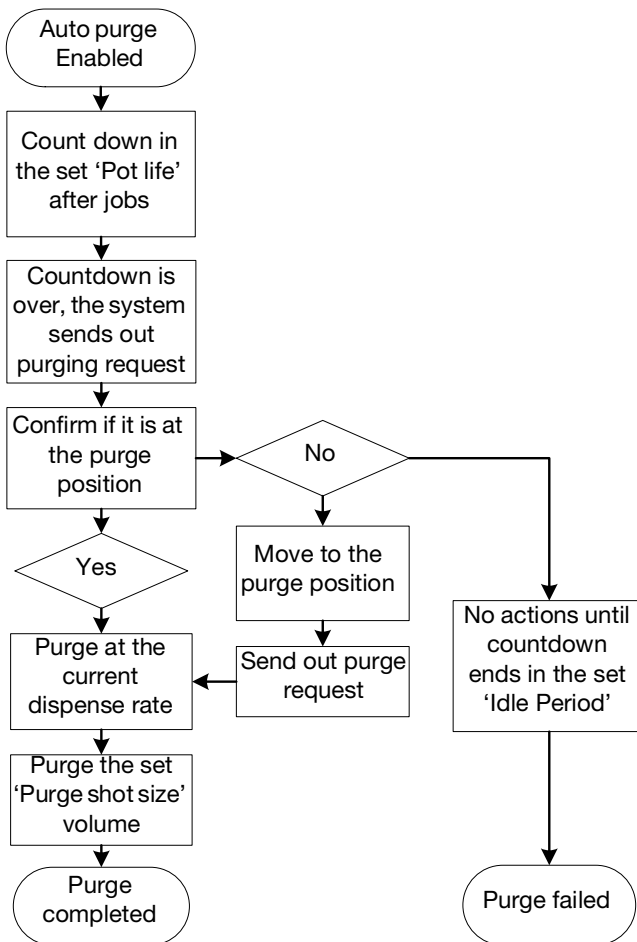 Auto purge
Enabled
Count down in
the set ‘Pot life’
after jobs
Countdown is
over, the system
sends out
purging request
Confirm if it is at
the purge
position
No
Yes
Move to the
purge position
Send out purge
request
No actions until
countdown
ends in the set
‘Idle Period’
Purge at the
current
dispense rate
Purge the set
‘Purge shot size’
volume
Purge
completed
Purge failed